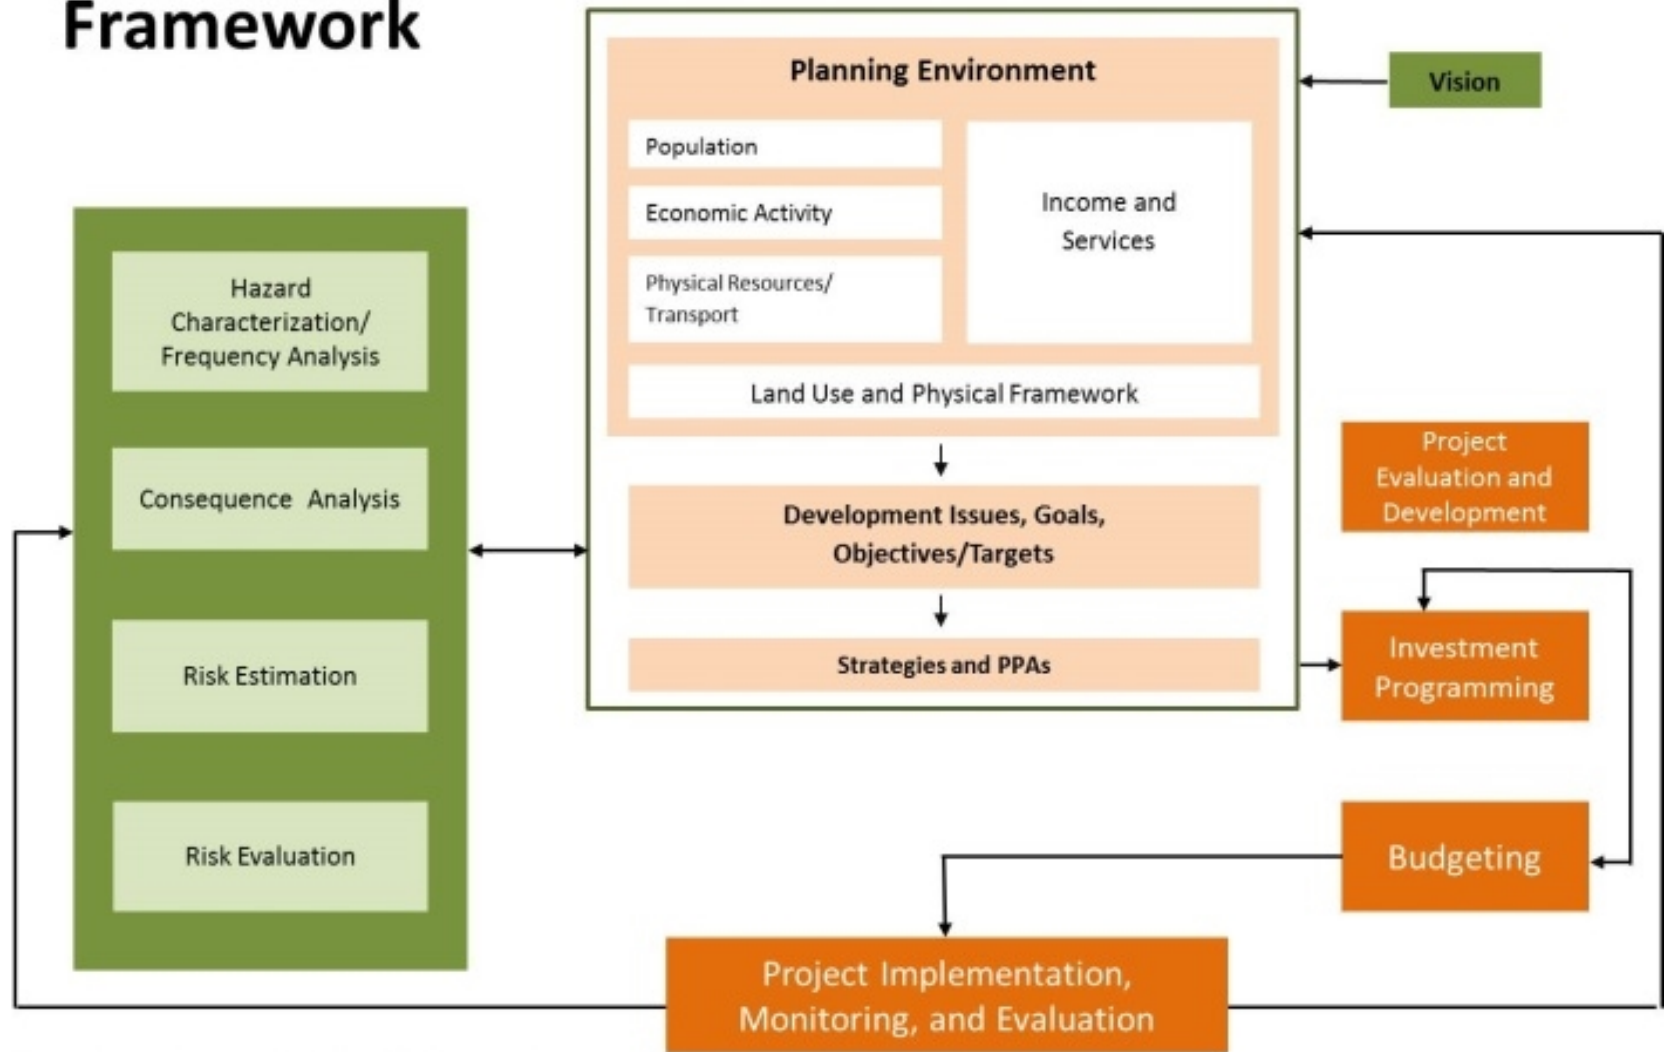 Framework
Planning Environment
Vision
Population
Economic Activity
Physical Resources/
Transport
Income and
Services
Land Use and Physical Framework
Hazard
Characterization/
Frequency Analysis
Consequence Analysis
Risk Estimation
Risk Evaluation
Development Issues, Goals,
Objectives/Targets
Strategies and PPAs
Project
Evaluation and
Development
Investment
Programming
Budgeting
Project Implementation,
Monitoring, and Evaluation